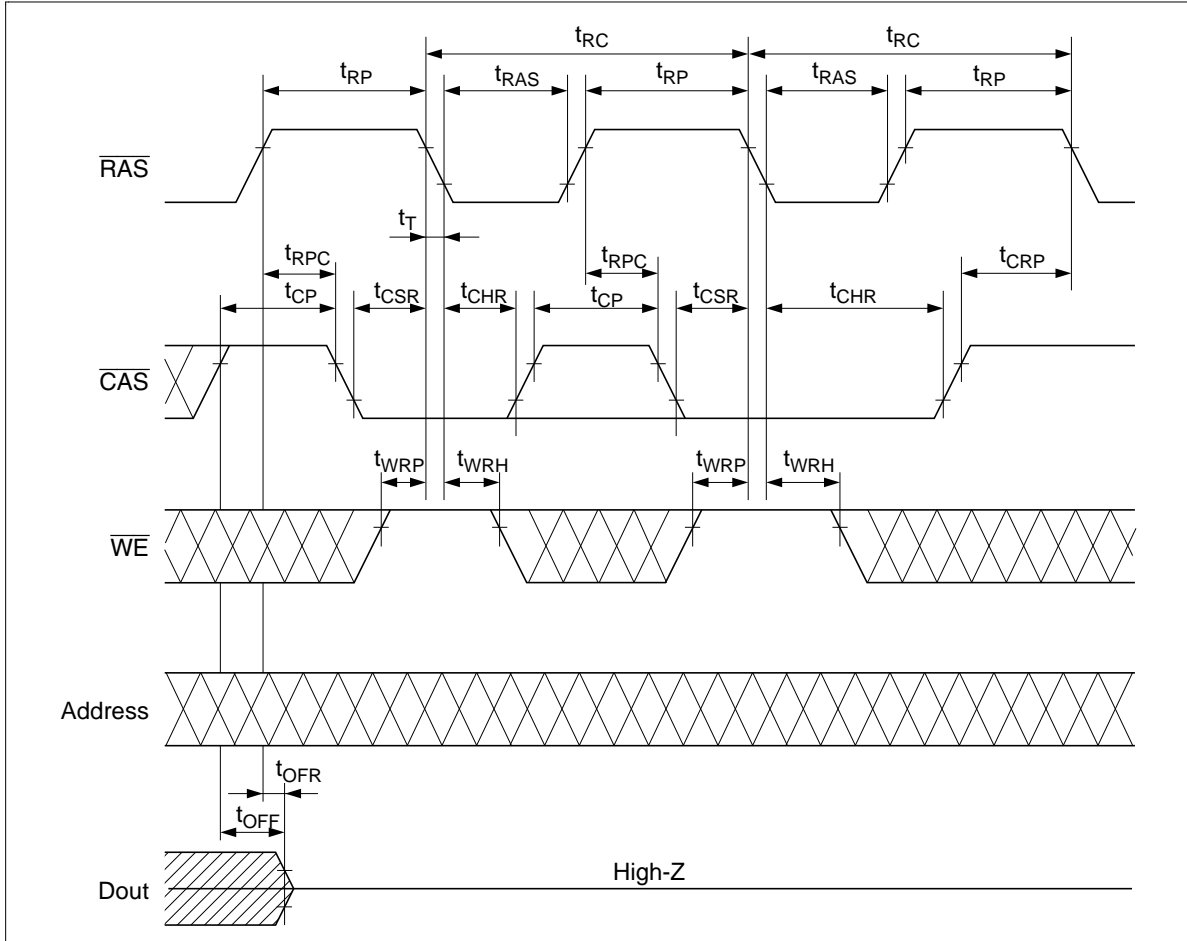 tRC tRC
tRP tRAS tRP tRAS tRP
RAS
tT
tRPC tRPC tCRP
tCP tCSR tCHR tCP tCSR tCHR
CAS
tWRP tWRH tWRP tWRH
WE
Address
tOFR
tOFF
High-Z
Dout